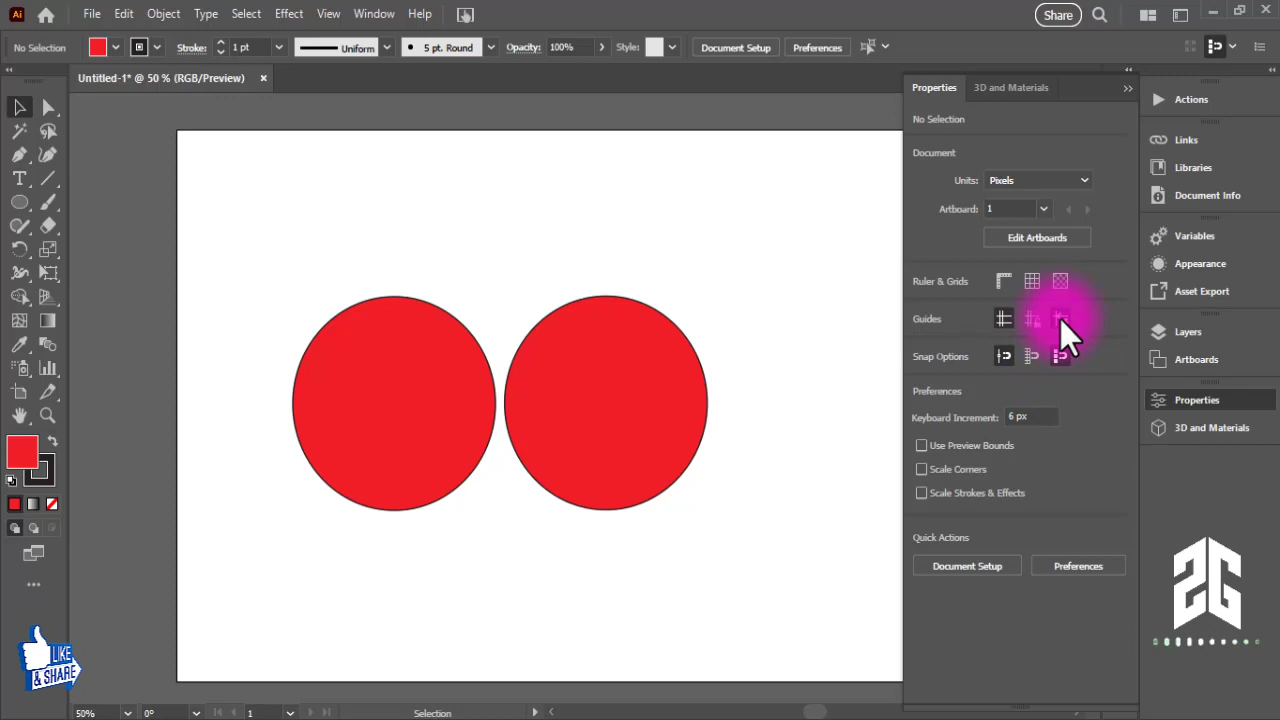 Ai File Edit Object Type Select Effect View Window Help Share
No Selection Stroke: 1 pt Uniform 5 pt. Round Opacity: 100% Style: Document Setup Preferences
Untitled-1* @ 50 % (RGB/Preview) ×
Properties 3D and Materials
No Selection
Document
Units: Pixels
Artboard: 1
Edit Artboards
Ruler & Grids
Guides
Snap Options
Preferences
Keyboard Increment: 6 px
Use Preview Bounds
Scale Corners
Scale Strokes & Effects
Quick Actions
Document Setup Preferences
Actions
Links
Libraries
Document Info
Variables
Appearance
Asset Export
Layers
Artboards
Properties
3D and Materials
SG
LIKE
& SHARE
50% 0° 1 Selection